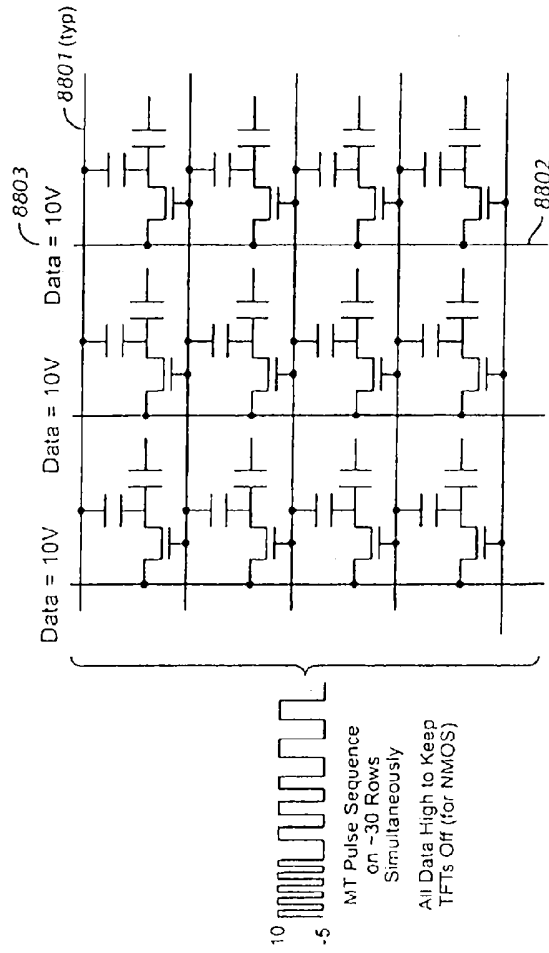 8801 (typ)
8803
Data = 10V
Data = 10V
Data = 10V
8802
10
-5
MT Pulse Sequence
on ~30 Rows
Simultaneously
All Data High to Keep
TFTs Off (for NMOS)